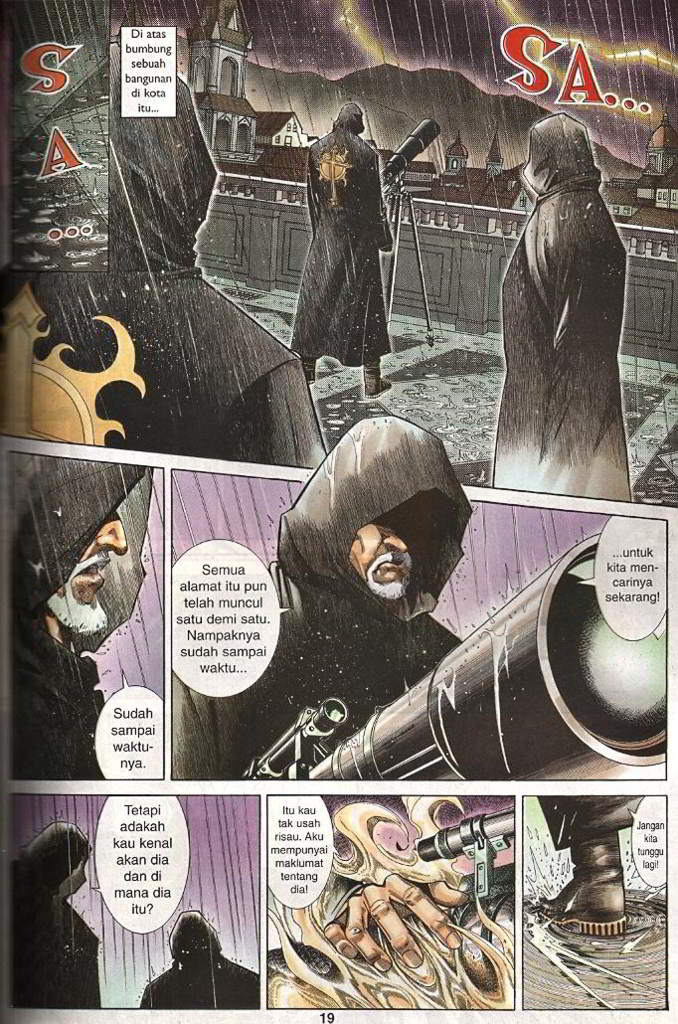 S
A
...
Di atas
bumbung
sebuah
bangunan
di kota
itu...
SA...
Sudah
sampai
waktu-
nya.
Semua
alamat itu pun
telah muncul
satu demi satu.
Nampaknya
sudah sampai
waktu...
...untuk
kita men-
carinya
sekarang!
Tetapi
adakah
kau kenal
akan dia
dan di
mana dia
itu?
Itu kau
tak usah
risau. Aku
mempunyai
maklumat
tentang
dia!
Jangan
kita
tunggu
lagi!
19